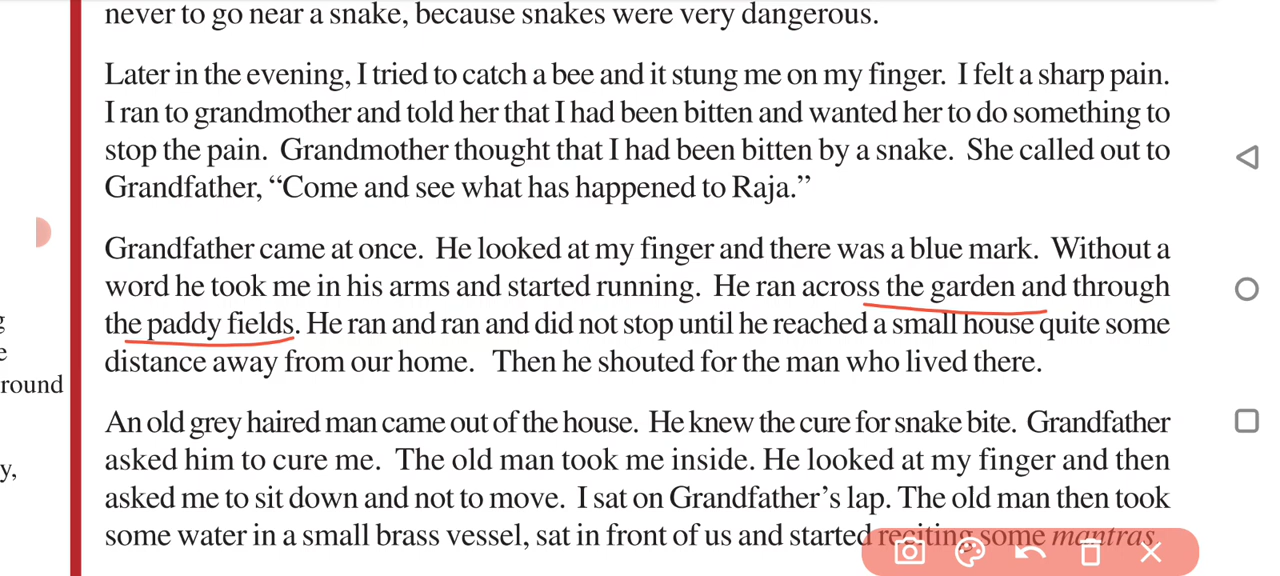 never to go near a snake, because snakes were very dangerous.
Later in the evening, I tried to catch a bee and it stung me on my finger. I felt a sharp pain.
I ran to grandmother and told her that I had been bitten and wanted her to do something to
stop the pain. Grandmother thought that I had been bitten by a snake. She called out to
Grandfather, “Come and see what has happened to Raja.”
Grandfather came at once. He looked at my finger and there was a blue mark. Without a
word he took me in his arms and started running. He ran across the garden and through
the paddy fields. He ran and ran and did not stop until he reached a small house quite some
distance away from our home. Then he shouted for the man who lived there.
An old grey haired man came out of the house. He knew the cure for snake bite. Grandfather
asked him to cure me. The old man took me inside. He looked at my finger and then
asked me to sit down and not to move. I sat on Grandfather’s lap. The old man then took
some water in a small brass vessel, sat in front of us and started reciting some mantras.
round
y,